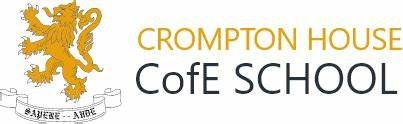 CROMPTON HOUSE
CofE SCHOOL
SAPERE -- AUDE